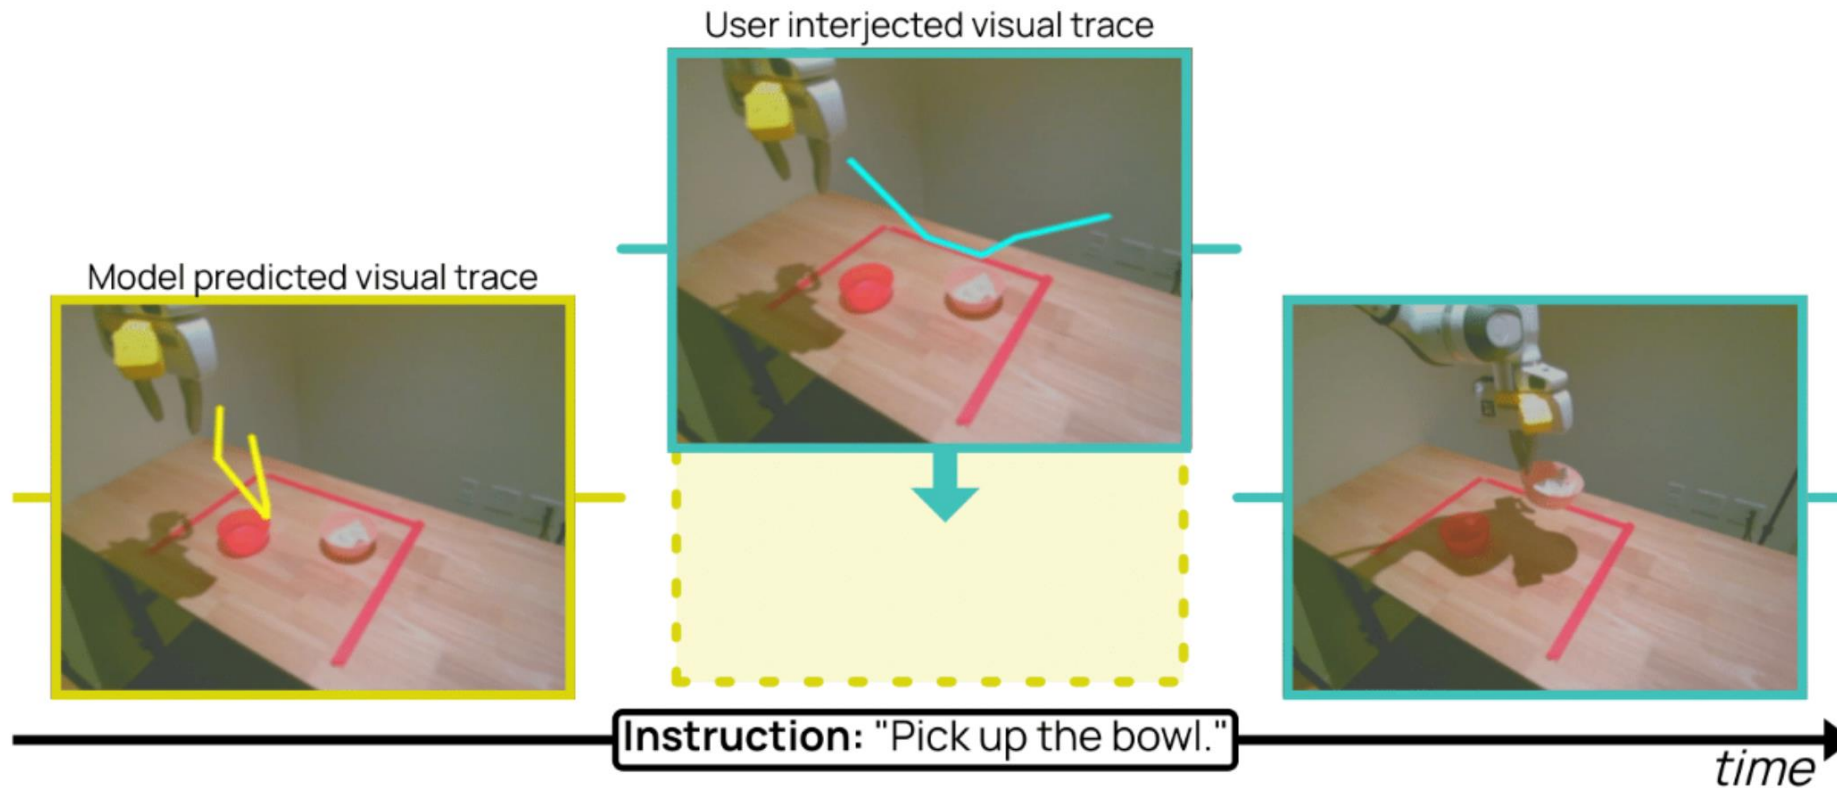 User interjected visual trace
Model predicted visual trace
Instruction: "Pick up the bowl."
time